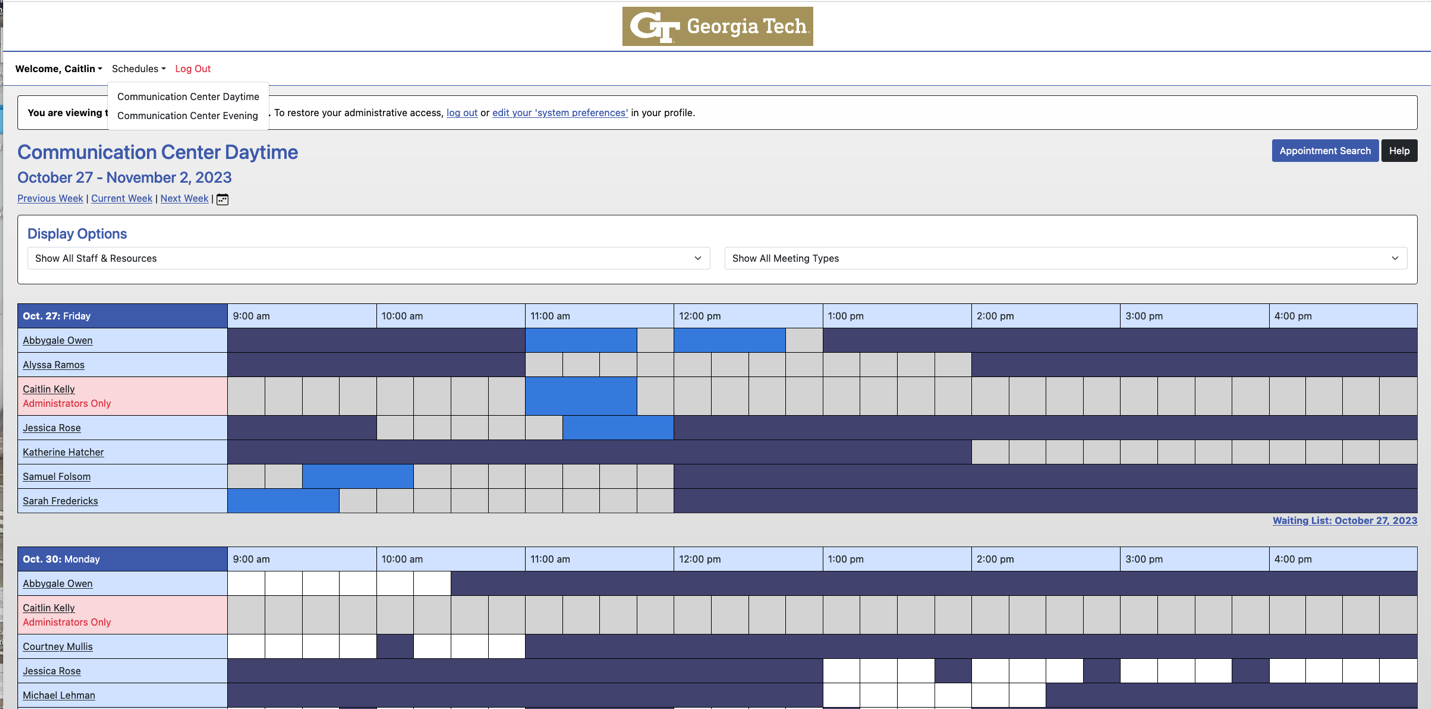 GT Georgia Tech
Welcome, Caitlin Schedules Log Out
Communication Center Daytime
Communication Center Evening
You are viewing . To restore your administrative access, log out or edit your 'system preferences' in your profile.
Communication Center Daytime
Appointment Search Help
October 27 - November 2, 2023
Previous Week | Current Week | Next Week |
Display Options
Show All Staff & Resources Show All Meeting Types
Oct. 27: Friday 9:00 am 10:00 am 11:00 am 12:00 pm 1:00 pm 2:00 pm 3:00 pm 4:00 pm
Abbygale Owen
Alyssa Ramos
Caitlin Kelly
Administrators Only
Jessica Rose
Katherine Hatcher
Samuel Folsom
Sarah Fredericks
Waiting List: October 27, 2023
Oct. 30: Monday 9:00 am 10:00 am 11:00 am 12:00 pm 1:00 pm 2:00 pm 3:00 pm 4:00 pm
Abbygale Owen
Caitlin Kelly
Administrators Only
Courtney Mullis
Jessica Rose
Michael Lehman